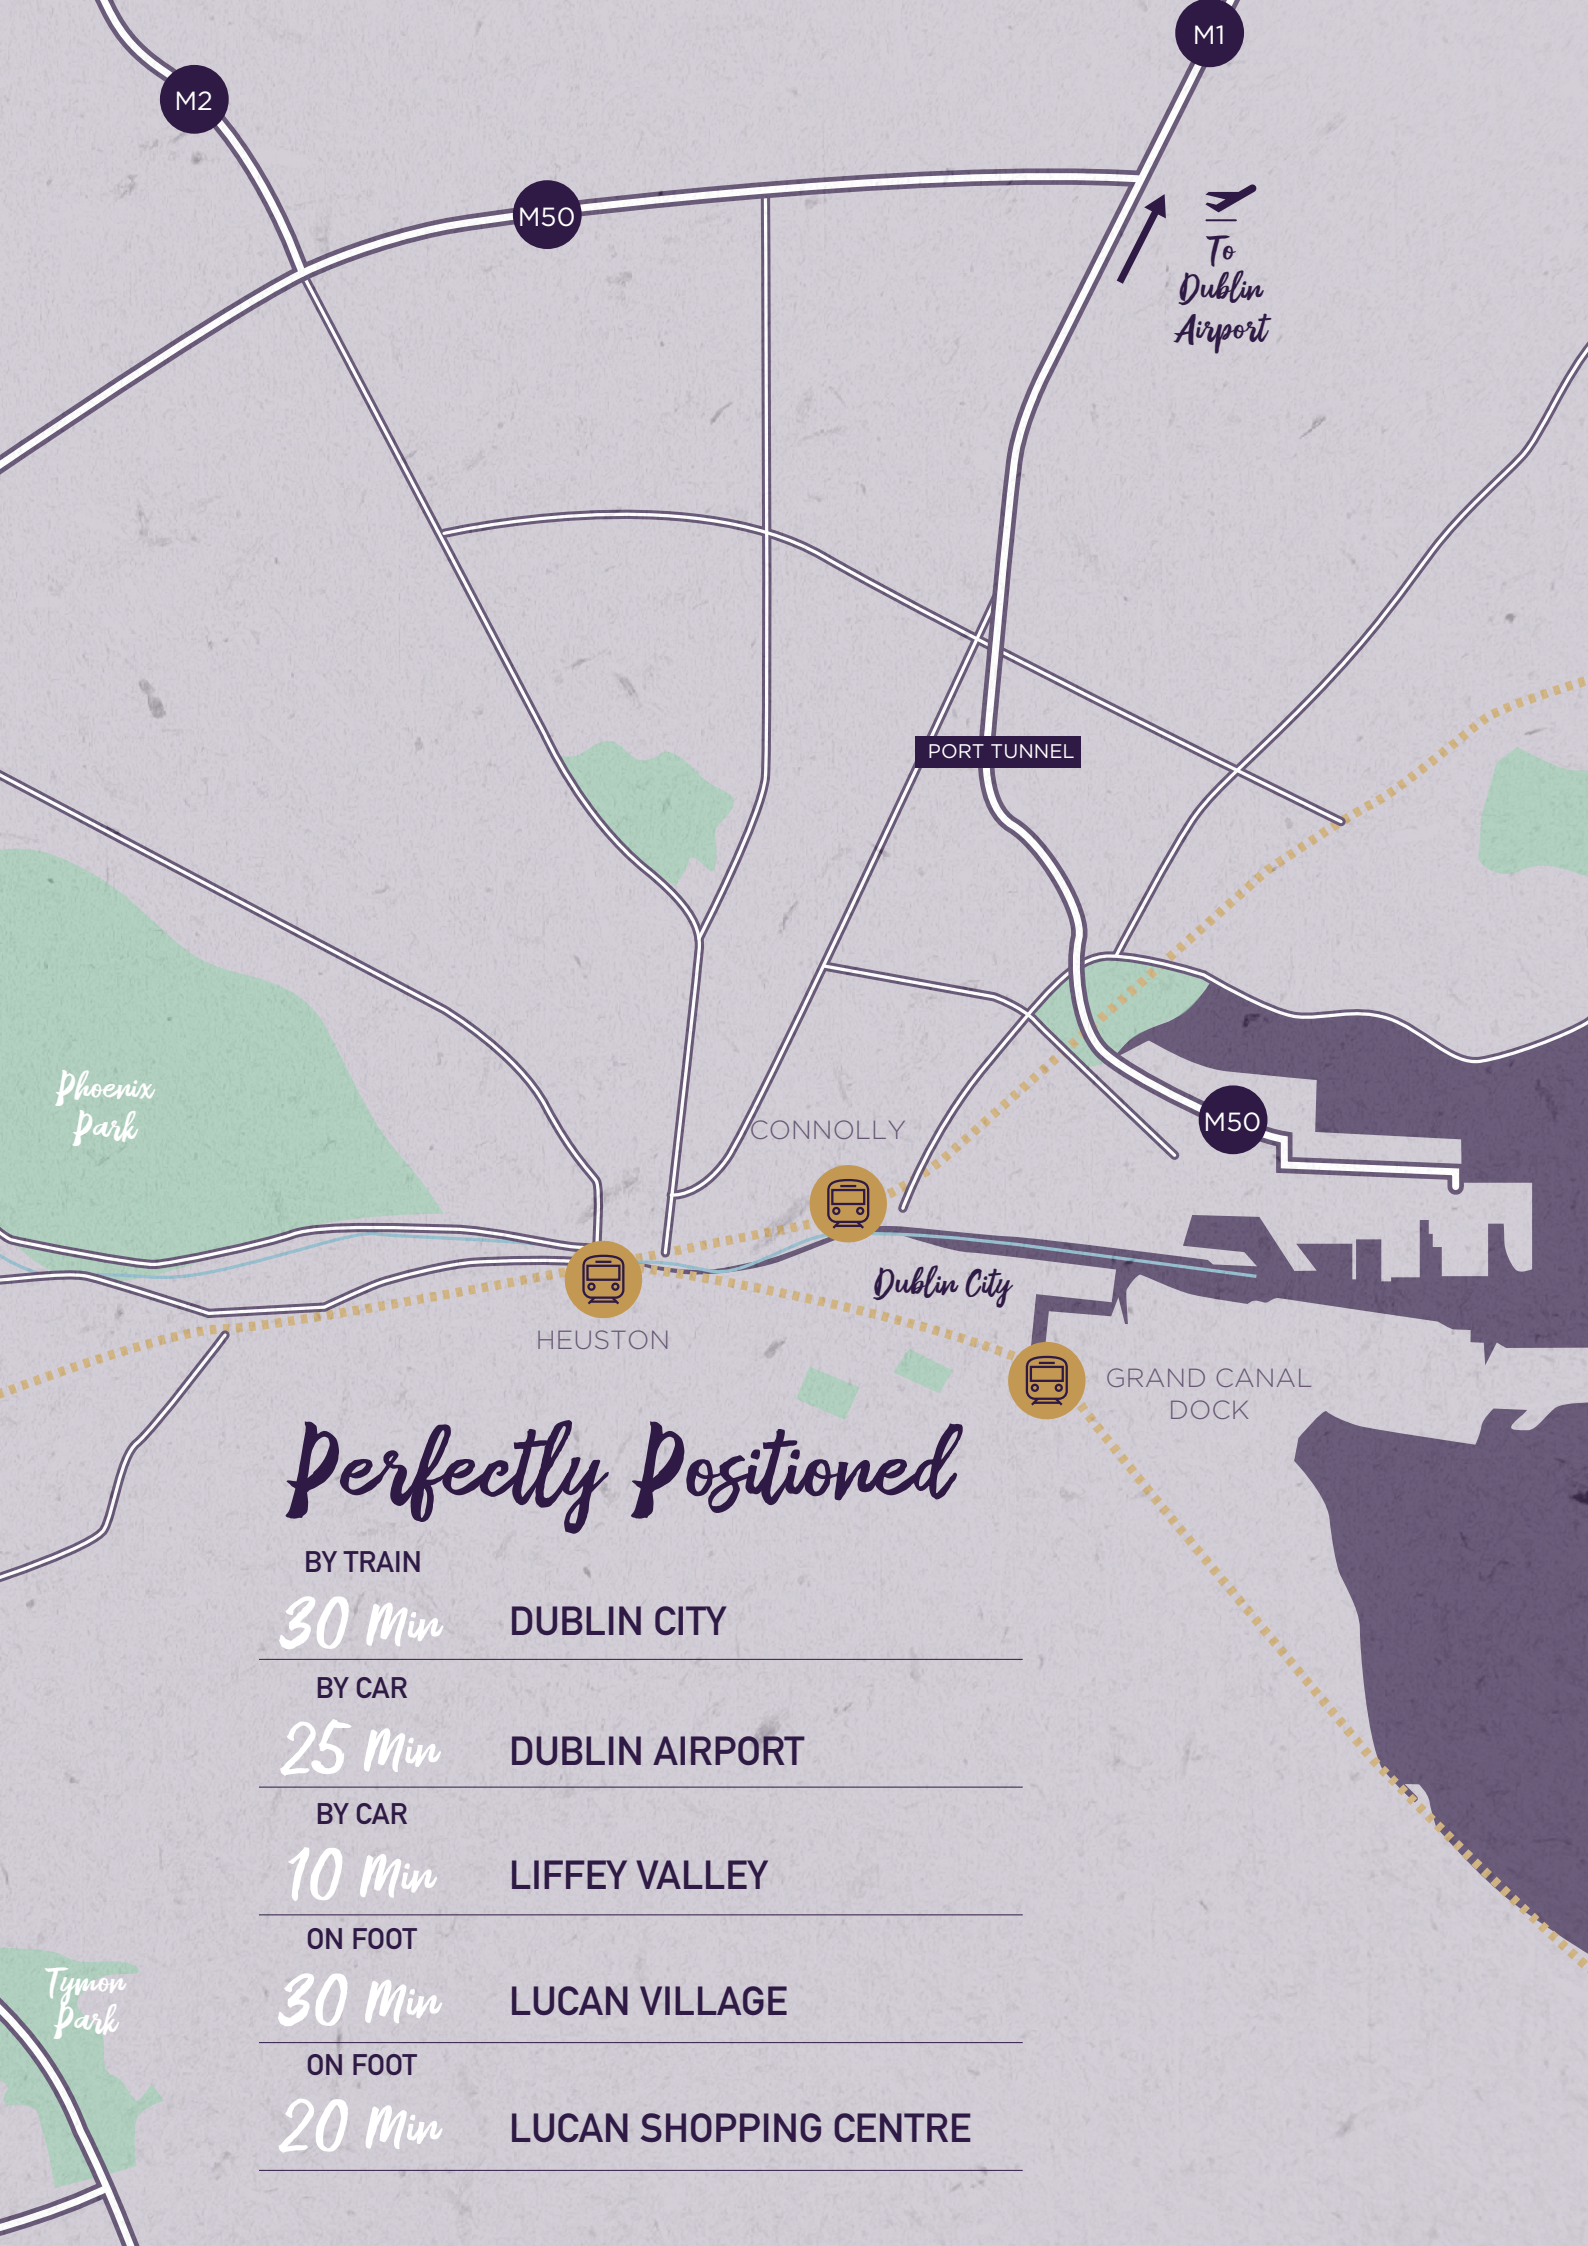 M1
M2
M50
To
Dublin
Airport
PORT TUNNEL
Phoenix
Park
M50
CONNOLLY
Dublin City
HEUSTON
GRAND CANAL
DOCK
Perfectly Positioned
BY TRAIN
30 Min DUBLIN CITY
BY CAR
25 Min DUBLIN AIRPORT
BY CAR
10 Min LIFFEY VALLEY
ON FOOT
30 Min LUCAN VILLAGE
Tymon
Park
ON FOOT
20 Min LUCAN SHOPPING CENTRE